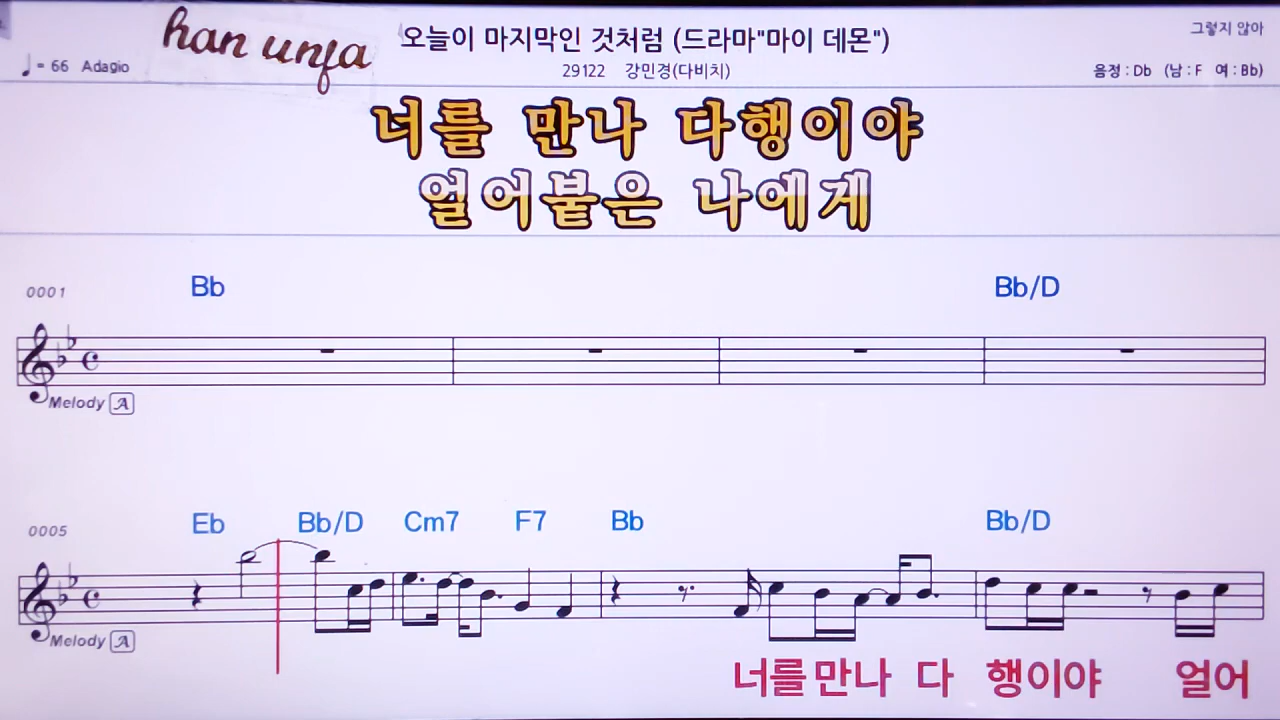 han unfa
오늘이 마지막인 것처럼 (드라마"마이 데몬")
그렇지 않아
♩ = 66 Adagio
29122 강민경(다비치)
음정 : Db (남 : F 여 : Bb)
너를 만나 다행이야
얼어붙은 나에게
0001 Bb Bb/D
Melody A
0005 Eb Bb/D Cm7 F7 Bb Bb/D
Melody A
너를만나 다 행이야 얼어